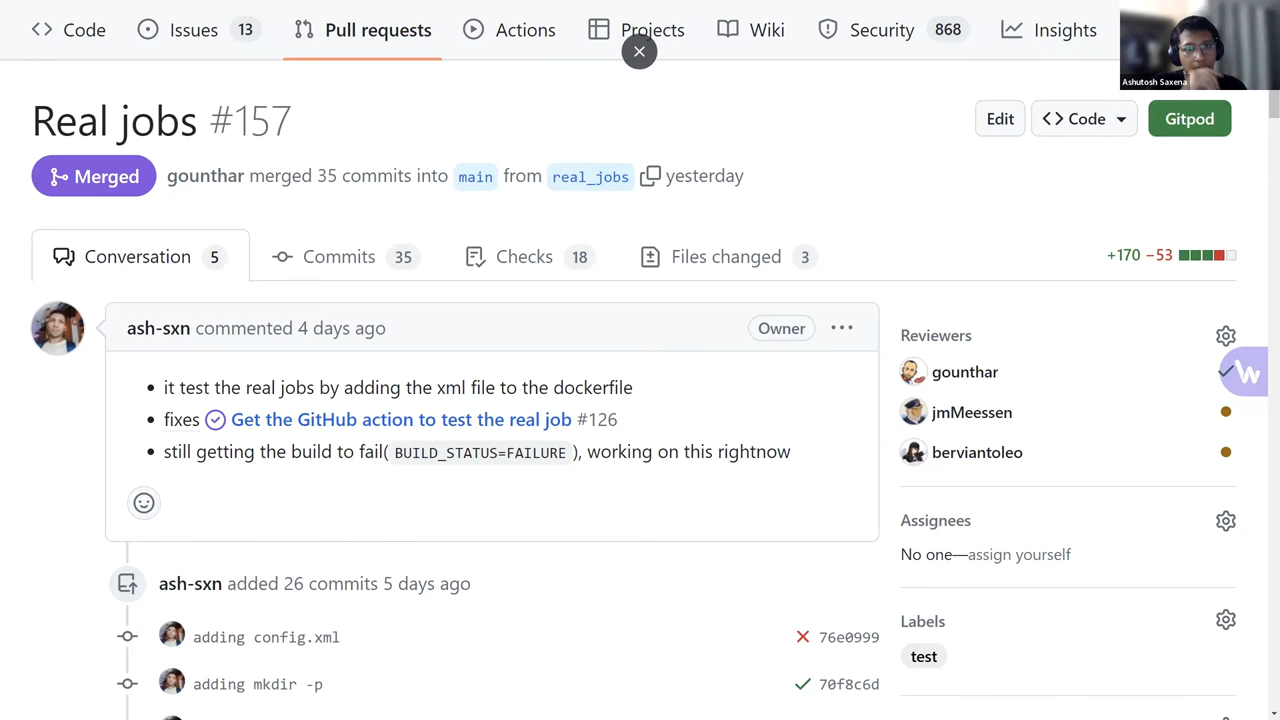 Code
Issues 13
Pull requests
Actions
Projects
Wiki
Security 868
Insights
Ashutosh Saxena
Real jobs #157
Edit
Code
Gitpod
Merged
gounthar merged 35 commits into main from real_jobs yesterday
Conversation 5
Commits 35
Checks 18
Files changed 3
+170 −53
ash-sxn commented 4 days ago
Owner
• it test the real jobs by adding the xml file to the dockerfile
• fixes Get the GitHub action to test the real job #126
• still getting the build to fail( BUILD_STATUS=FAILURE ), working on this rightnow
Reviewers
gounthar
jmMeessen
berviantoleo
W
Assignees
No one—assign yourself
Labels
test
ash-sxn added 26 commits 5 days ago
adding config.xml 76e0999
adding mkdir -p 70f8c6d